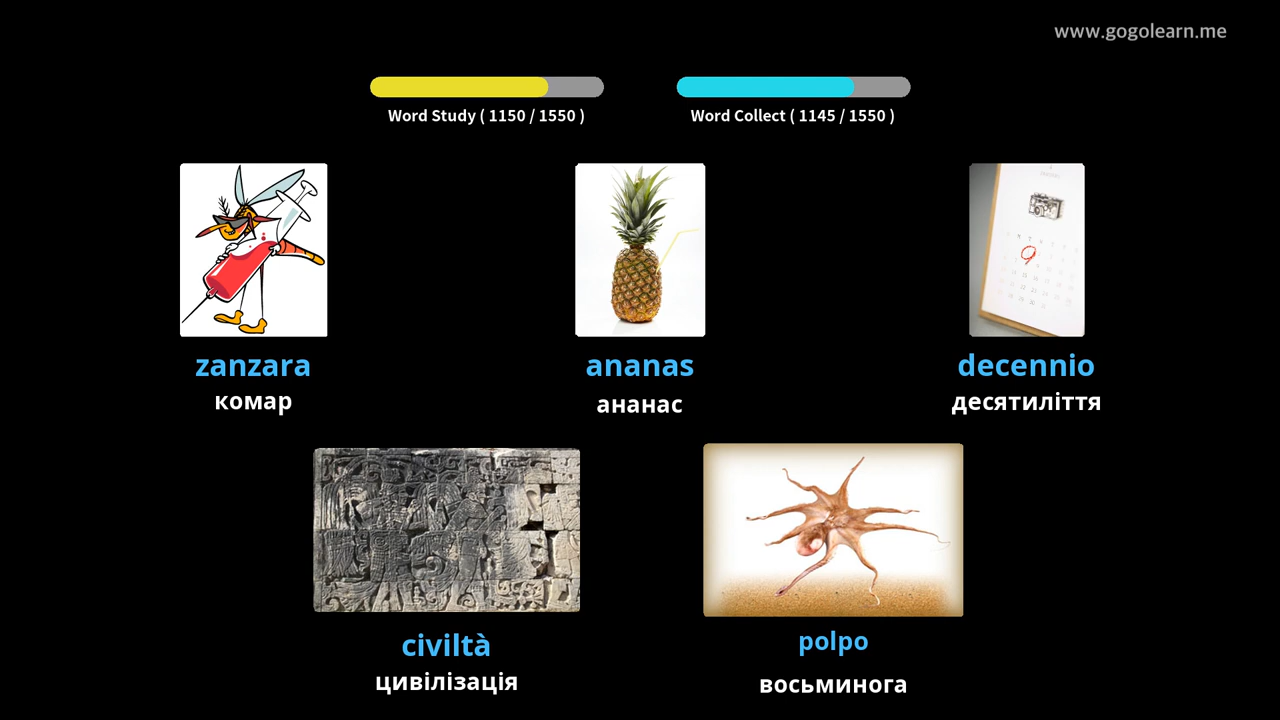 www.gogolearn.me
Word Study ( 1150 / 1550 )
Word Collect ( 1145 / 1550 )
zanzara
комар
ananas
ананас
decennio
десятиліття
civiltà
цивілізація
polpo
восьминога